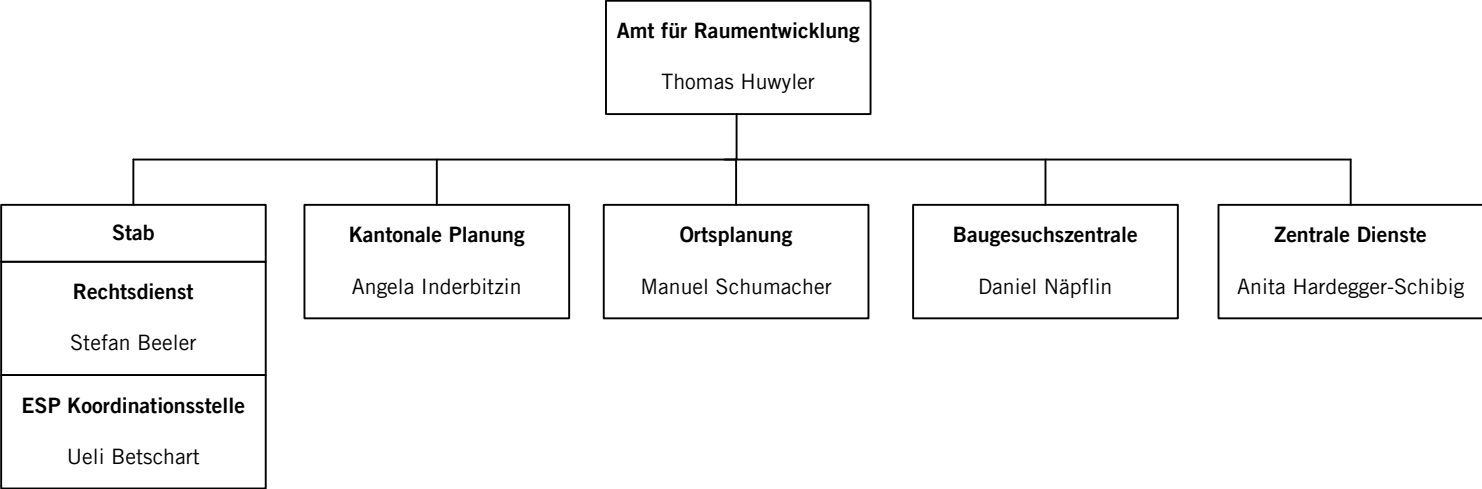 Amt für Raumentwicklung
Thomas Huwyler
Stab
Rechtsdienst
Stefan Beeler
ESP Koordinationsstelle
Ueli Betschart
Kantonale Planung
Angela Inderbitzin
Ortsplanung
Manuel Schumacher
Baugesuchszentrale
Daniel Näpflin
Zentrale Dienste
Anita Hardegger-Schibig